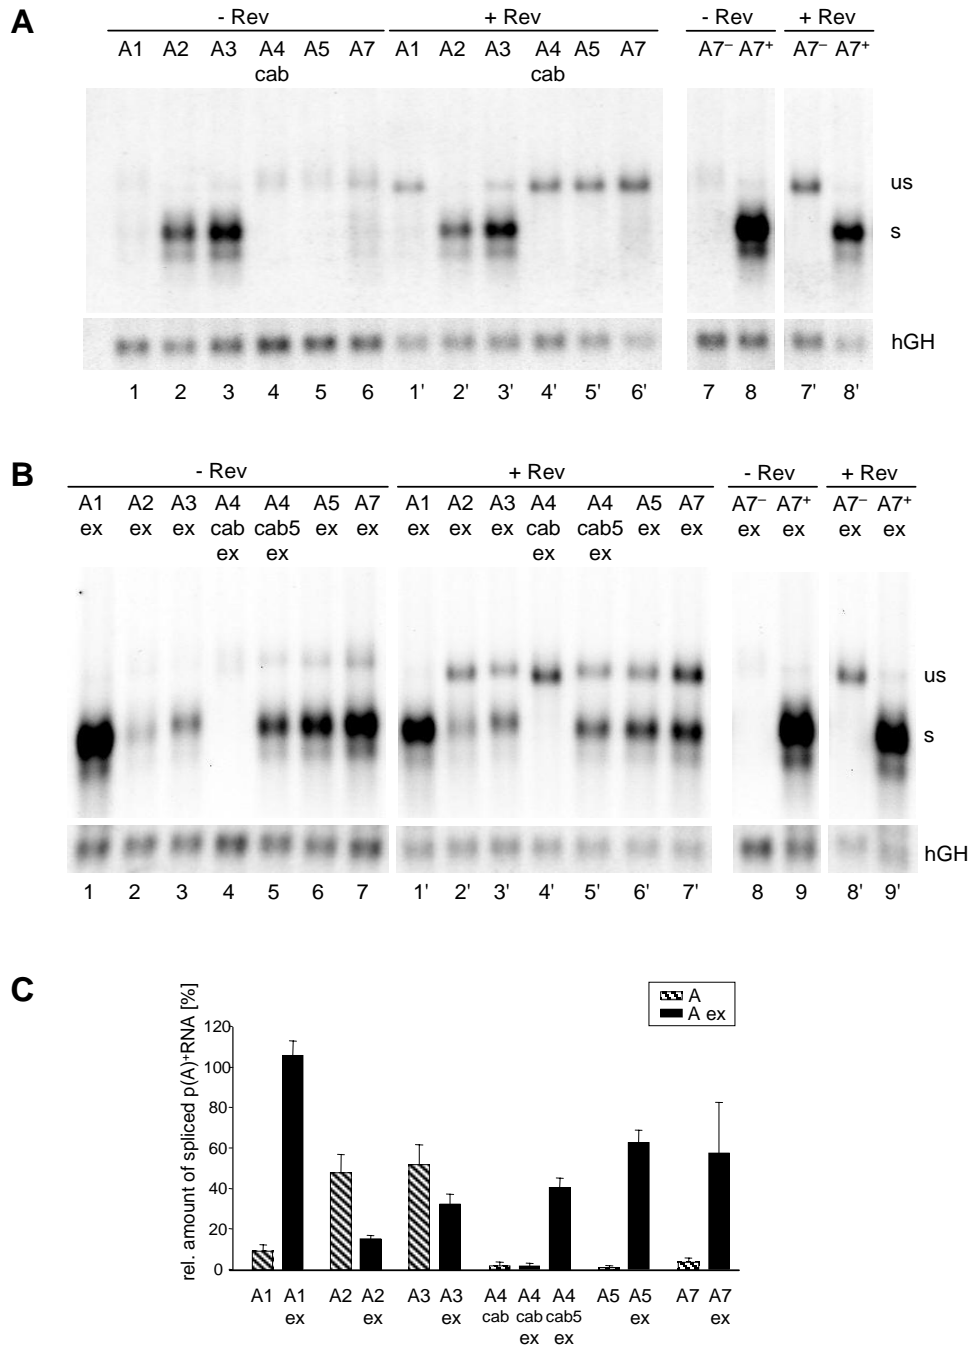 A
- Rev + Rev - Rev + Rev
A1 A2 A3 A4 A5 A7 A1 A2 A3 A4 A5 A7 A7– A7+ A7– A7+
cab cab
us
s
hGH
1 2 3 4 5 6 1' 2' 3' 4' 5' 6' 7 8 7' 8'
B
- Rev + Rev - Rev + Rev
A1 A2 A3 A4 A4 A5 A7 A1 A2 A3 A4 A4 A5 A7 A7– A7+ A7– A7+
ex ex ex cab cab5 ex ex ex ex ex cab cab5 ex ex ex ex ex ex
ex ex ex ex
us
s
hGH
1 2 3 4 5 6 7 1' 2' 3' 4' 5' 6' 7' 8 9 8' 9'
C
A
A ex
rel. amount of spliced p(A)+RNA [%]
120
100
80
60
40
20
0
A1 A1 A2 A2 A3 A3 A4 A4 A4 A5 A5 A7 A7
ex ex ex cab cab cab5 ex ex
ex ex